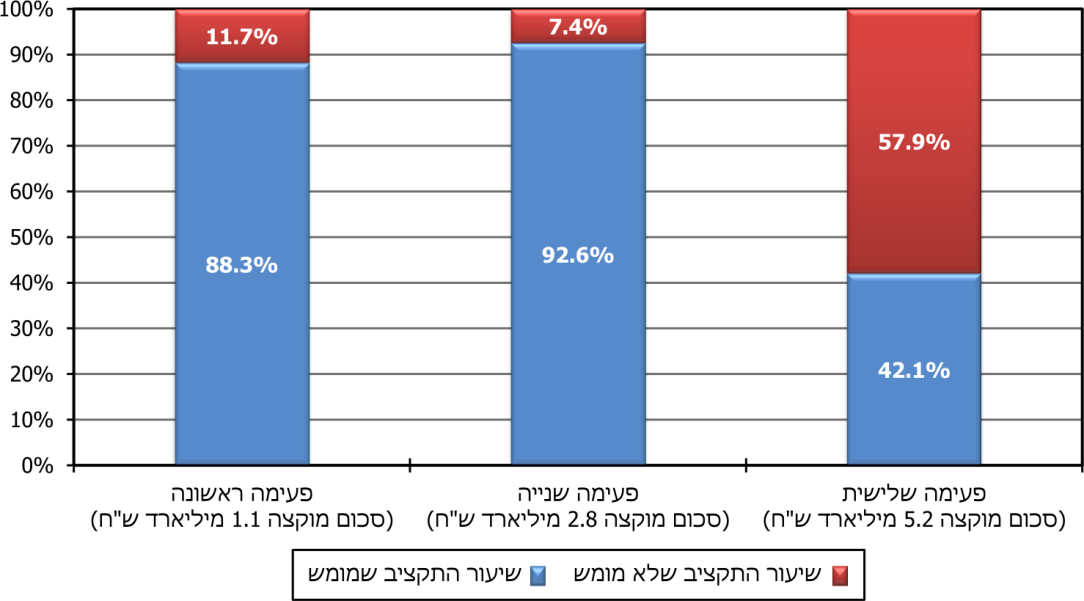 100%
90%
80%
70%
60%
50%
40%
30%
20%
10%
0%
11.7%
88.3%
7.4%
92.6%
57.9%
42.1%
פעימה ראשונה
(סכום מוקצה 1.1 מיליארד ש"ח)
פעימה שנייה
(סכום מוקצה 2.8 מיליארד ש"ח)
פעימה שלישית
(סכום מוקצה 5.2 מיליארד ש"ח)
שיעור התקציב שלא מומש
שיעור התקציב שמומש